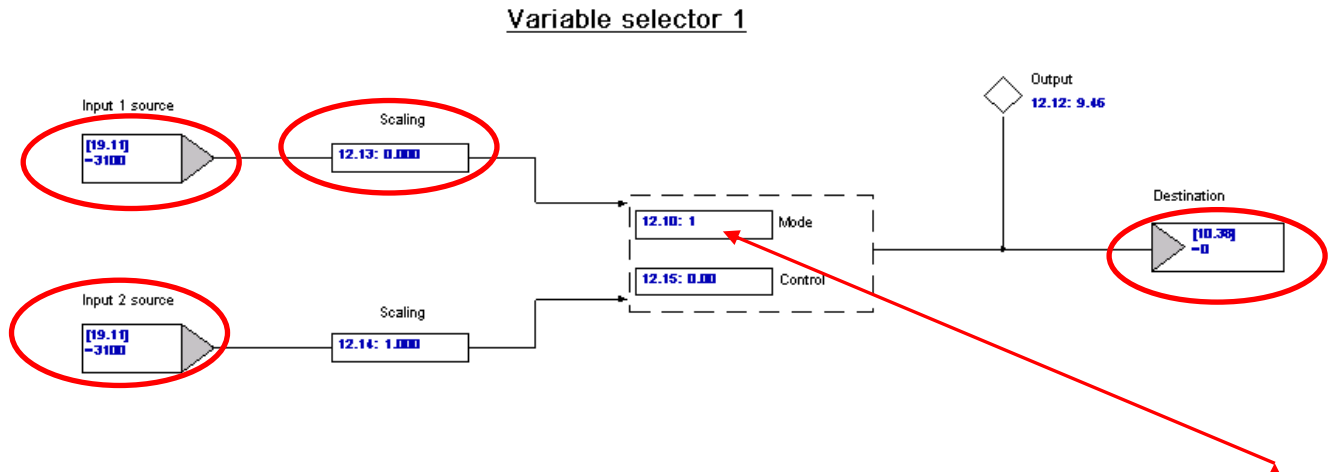 Variable selector 1
Input 1 source
[19.11]
=3100
Scaling
12.13: 0.000
Output
12.12: 9.46
12.10: 1
Mode
12.15: 0.00
Control
Destination
[10.38]
=0
Input 2 source
[19.11]
=3100
Scaling
12.14: 1.000